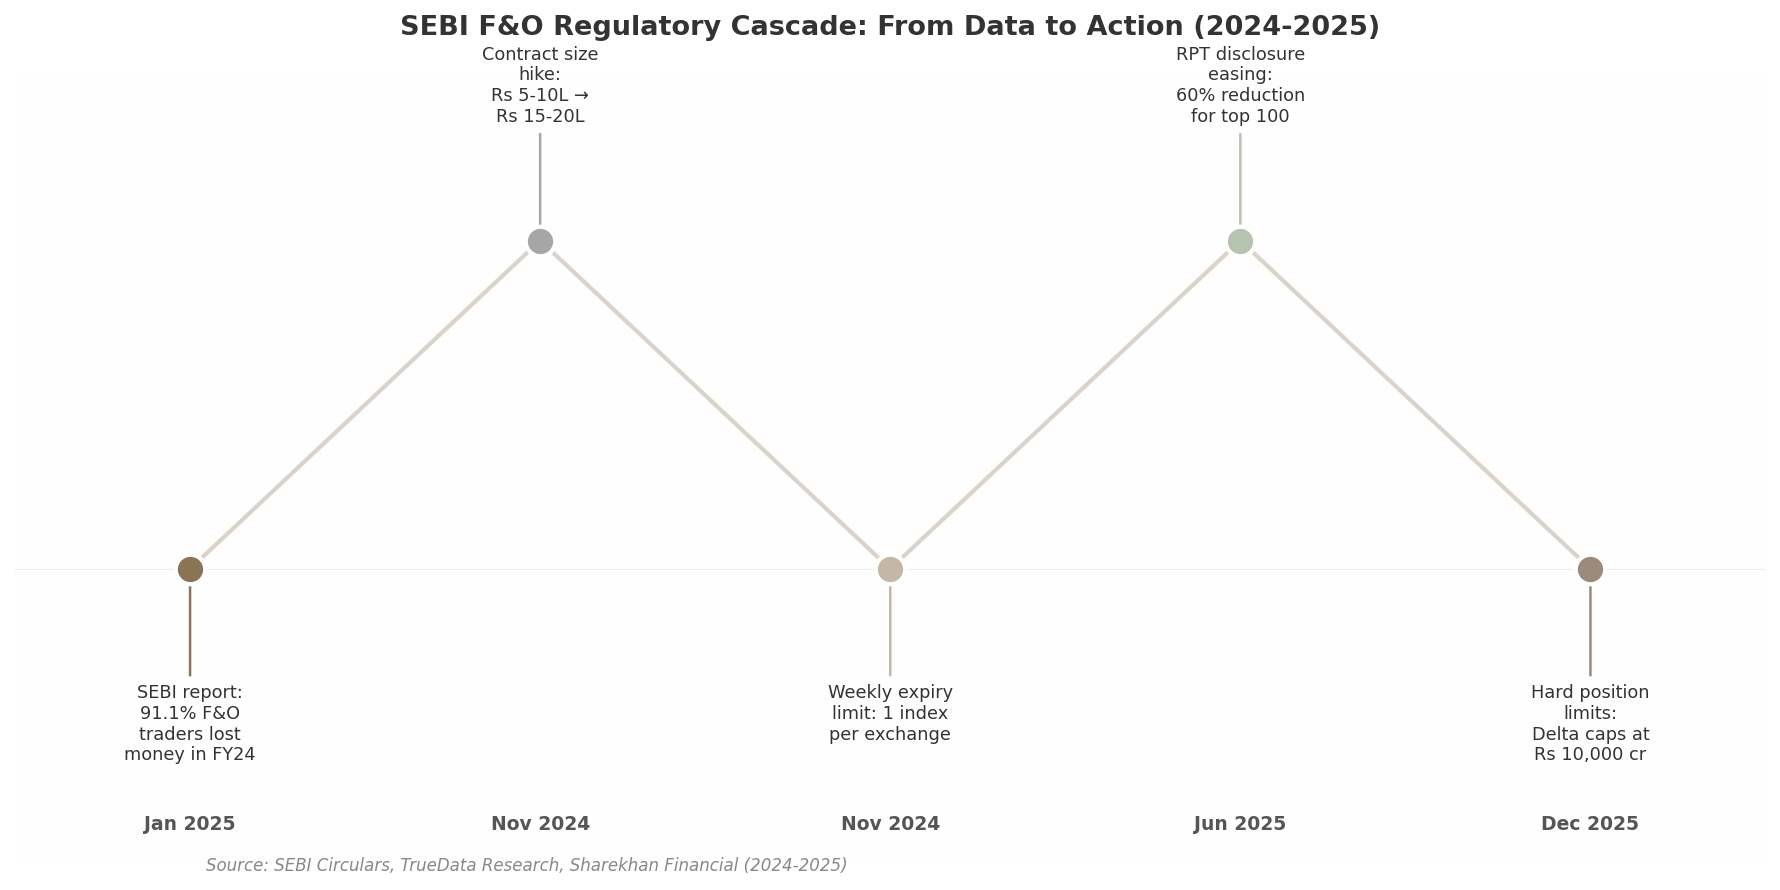 SEBI F&O Regulatory Cascade: From Data to Action (2024-2025)
Contract size
hike:
Rs 5-10L →
Rs 15-20L
RPT disclosure
easing:
60% reduction
for top 100
SEBI report:
91.1% F&O
traders lost
money in FY24
Weekly expiry
limit: 1 index
per exchange
Hard position
limits:
Delta caps at
Rs 10,000 cr
Jan 2025
Nov 2024
Nov 2024
Jun 2025
Dec 2025
Source: SEBI Circulars, TrueData Research, Sharekhan Financial (2024-2025)